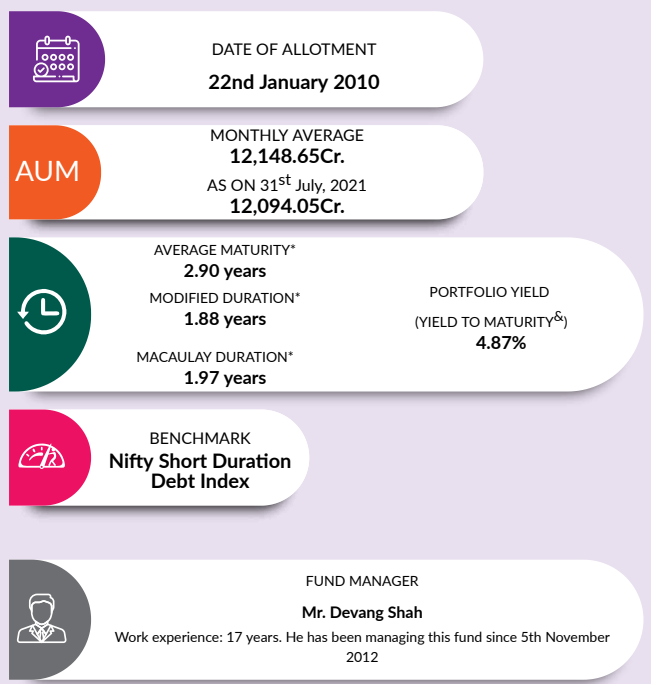 DATE OF ALLOTMENT
22nd January 2010
AUM
MONTHLY AVERAGE
12,148.65Cr.
AS ON 31st July, 2021
12,094.05Cr.
AVERAGE MATURITY*
2.90 years
MODIFIED DURATION*
1.88 years
MACAULAY DURATION*
1.97 years
PORTFOLIO YIELD
(YIELD TO MATURITY&)
4.87%
BENCHMARK
Nifty Short Duration
Debt Index
FUND MANAGER
Mr. Devang Shah
Work experience: 17 years. He has been managing this fund since 5th November
2012